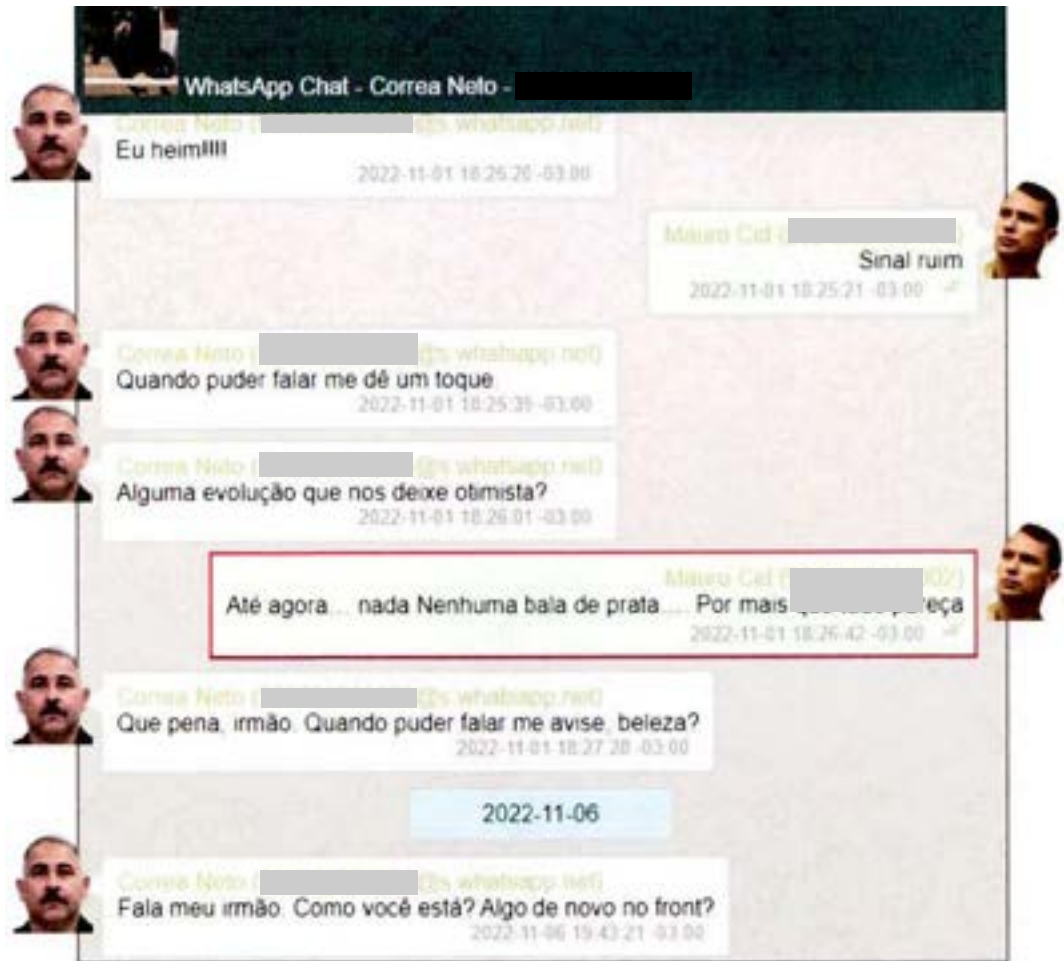 WhatsApp Chat - Correa Neto -
Correa Neto ( @s.whatsapp.net)
Eu heim!!!!
2022-11-01 18:25:20 -03:00
Mauro Cid (
Sinal ruim
2022-11-01 18:25:21 -03:00
Correa Neto ( @s.whatsapp.net)
Quando puder falar me dê um toque
2022-11-01 18:25:39 -03:00
Correa Neto ( @s.whatsapp.net)
Alguma evolução que nos deixe otimista?
2022-11-01 18:26:01 -03:00
Mauro Cid ( 002)
Até agora... nada Nenhuma bala de prata.... Por mais
2022-11-01 18:26:42 -03:00
Correa Neto ( @s.whatsapp.net)
Que pena, irmão. Quando puder falar me avise, beleza?
2022-11-01 18:27:20 -03:00
2022-11-06
Correa Neto ( @s.whatsapp.net)
Fala meu irmão. Como você está? Algo de novo no front?
2022-11-06 19:43:21 -03:00